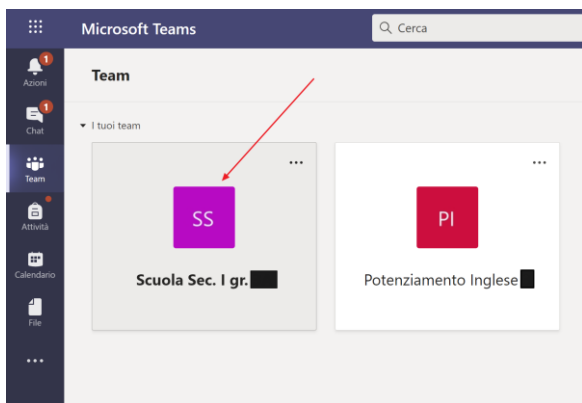 Microsoft Teams
Cerca
1
Azioni
1
Chat
Team
Attività
Calendario
File
Team
I tuoi team
SS
Scuola Sec. I gr.
PI
Potenziamento Inglese